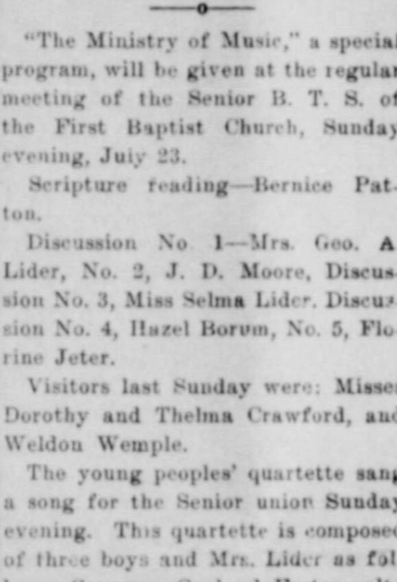 "The Ministry of Music," a special
program, will be given at the regular
meeting of the Senior B. T. S. of
the First Baptist Church, Sunday
evening, July 23.
Scripture reading—Bernice Pat-
ton.
Discussion No 1—Mrs. Geo. A
Lider, No. 2, J. D. Moore, Discus-
sion No. 3, Miss Selma Lider. Discus-
sion No. 4, Hazel Borum, No. 5, Flo-
rine Jeter.
Visitors last Sunday were: Misses
Dorothy and Thelma Crawford, and
Weldon Wemple.
The young peoples' quartette sang
a song for the Senior union Sunday
evening. This quartette is composed
of three boys and Mrs. Lider as fol-